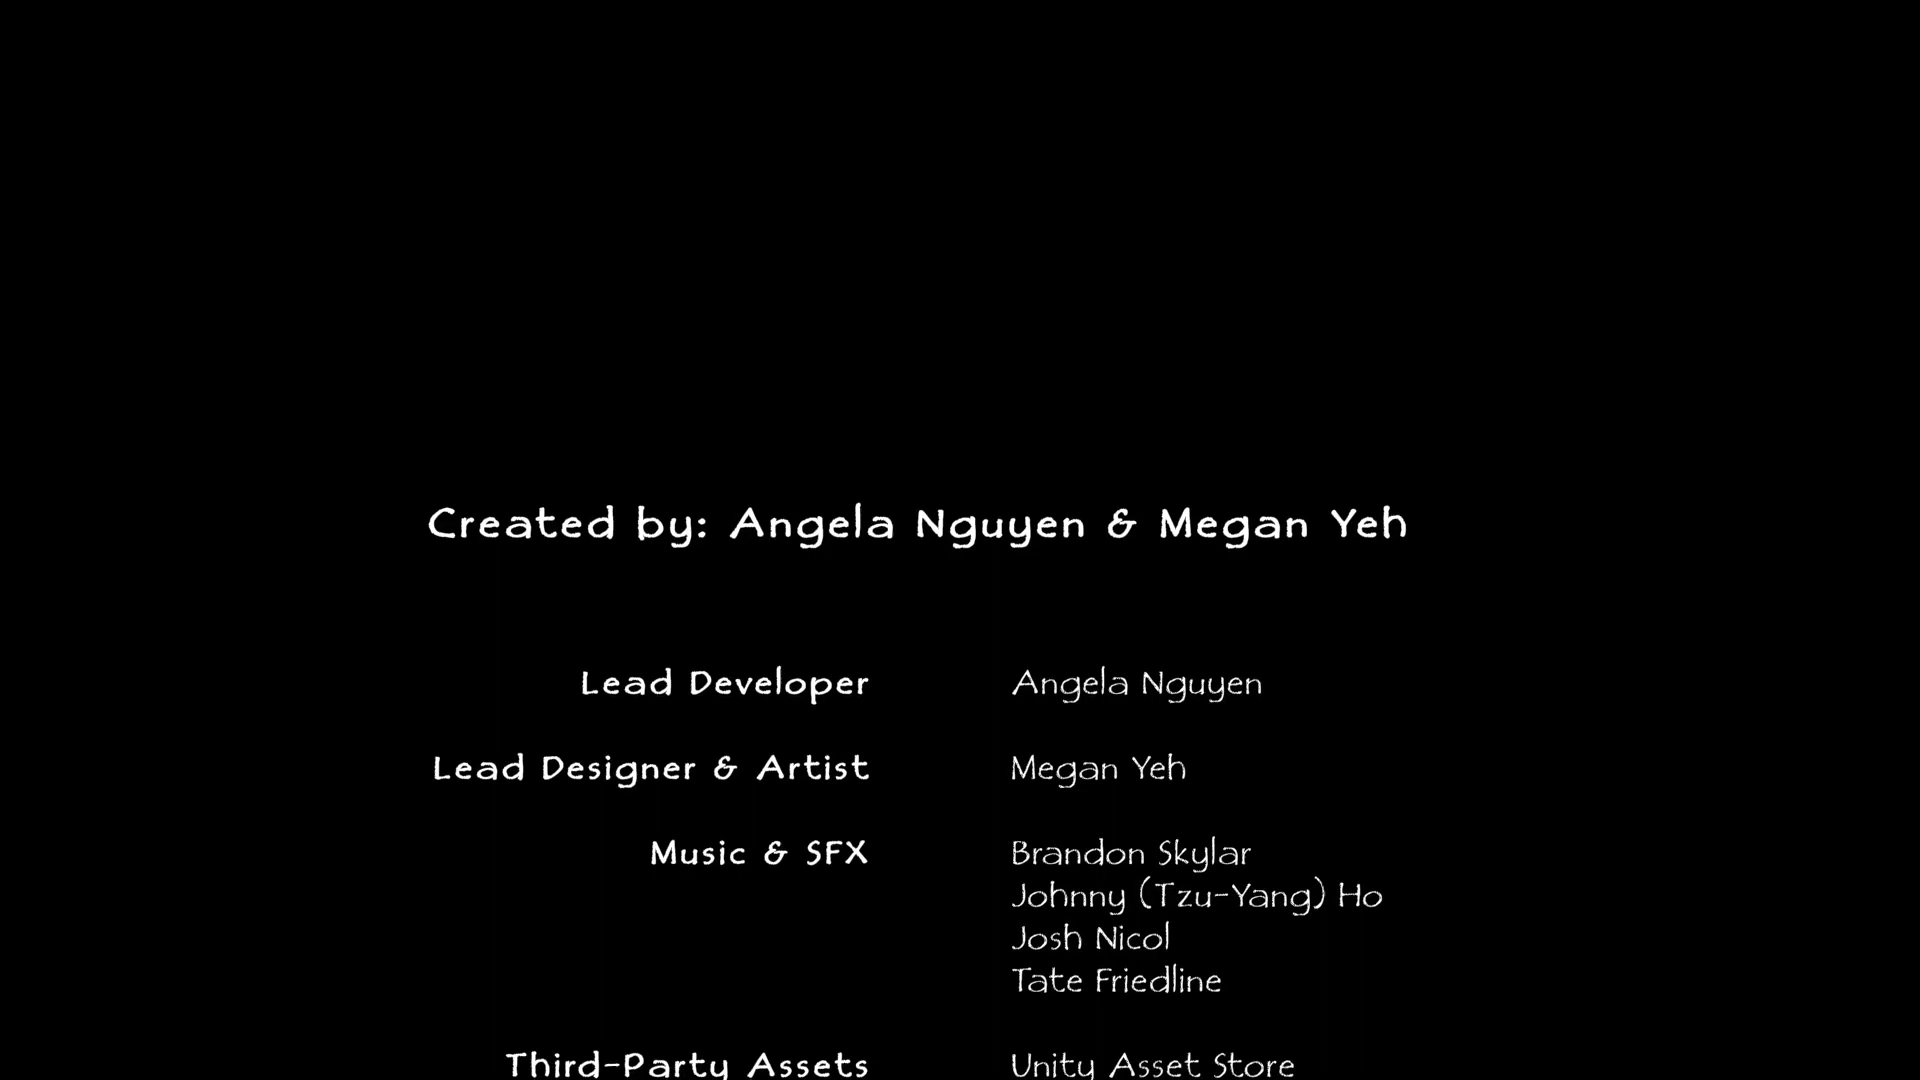 Created by: Angela Nguyen & Megan Yeh
Lead Developer Angela Nguyen
Lead Designer & Artist Megan Yeh
Music & SFX Brandon Skylar
Johnny (Tzu-Yang) Ho
Josh Nicol
Tate Friedline
Third-Party Assets Unity Asset Store